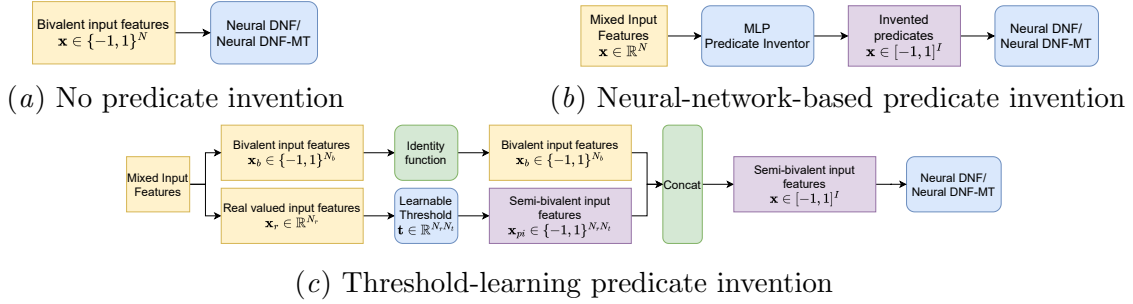 Bivalent input features
x ∈ {−1, 1}^N
Neural DNF/
Neural DNF-MT
(a) No predicate invention
Mixed Input
Features
x ∈ ℝ^N
MLP
Predicate Inventor
Invented
predicates
x ∈ [−1, 1]^I
Neural DNF/
Neural DNF-MT
(b) Neural-network-based predicate invention
Mixed Input
Features
Bivalent input features
x_b ∈ {−1, 1}^{N_b}
Identity
function
Bivalent input features
x_b ∈ {−1, 1}^{N_b}
Real valued input features
x_r ∈ ℝ^{N_r}
Learnable
Threshold
t ∈ ℝ^{N_r N_t}
Semi-bivalent input
features
x_{pi} ∈ {−1, 1}^{N_r N_t}
Concat
Semi-bivalent input
features
x ∈ [−1, 1]^I
Neural DNF/
Neural DNF-MT
(c) Threshold-learning predicate invention